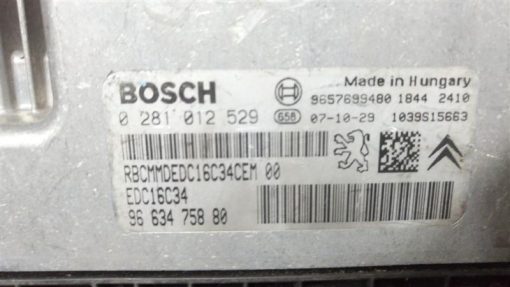 Made in Hungary
BOSCH 9657699480 1844 2410
0 281 012 529 658 07-10-29 1039S15663
RBCMMDEDC16C34CEM 00
EDC16C34
96 634 758 80